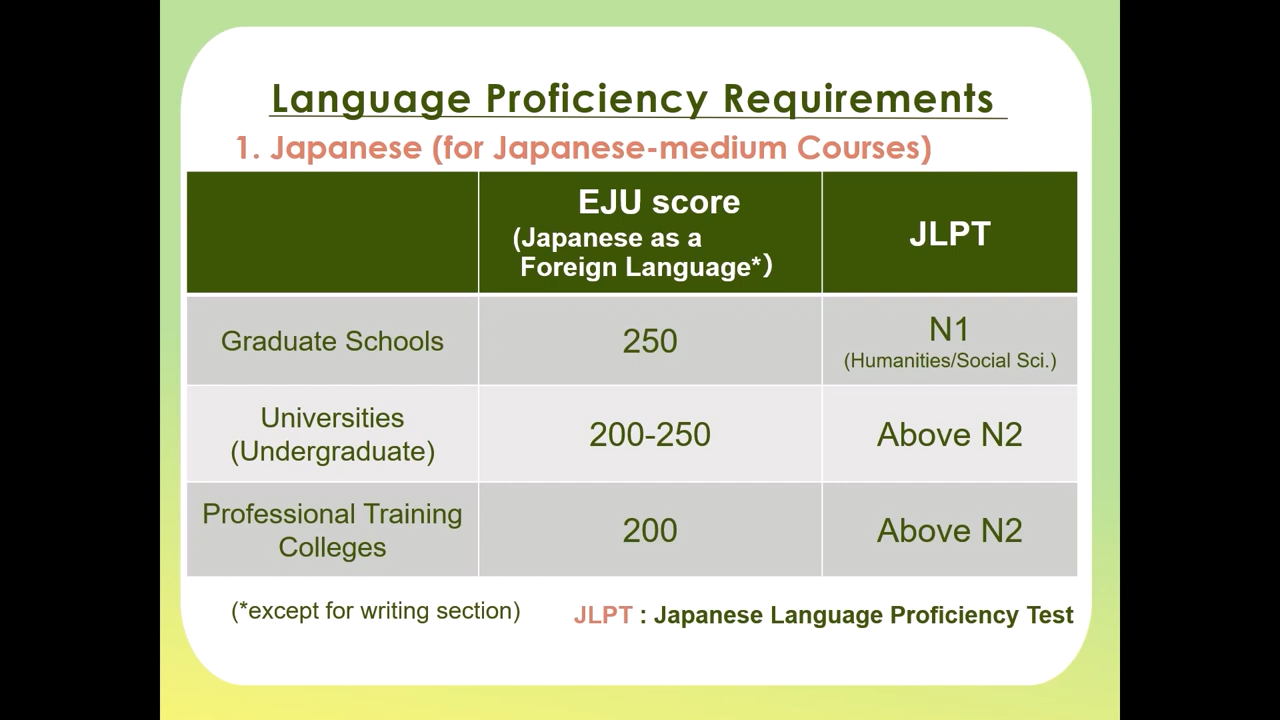 Language Proficiency Requirements
1. Japanese (for Japanese-medium Courses)
EJU score
(Japanese as a
Foreign Language*)
JLPT
Graduate Schools
250
N1
(Humanities/Social Sci.)
Universities
(Undergraduate)
200-250
Above N2
Professional Training
Colleges
200
Above N2
(*except for writing section)
JLPT : Japanese Language Proficiency Test